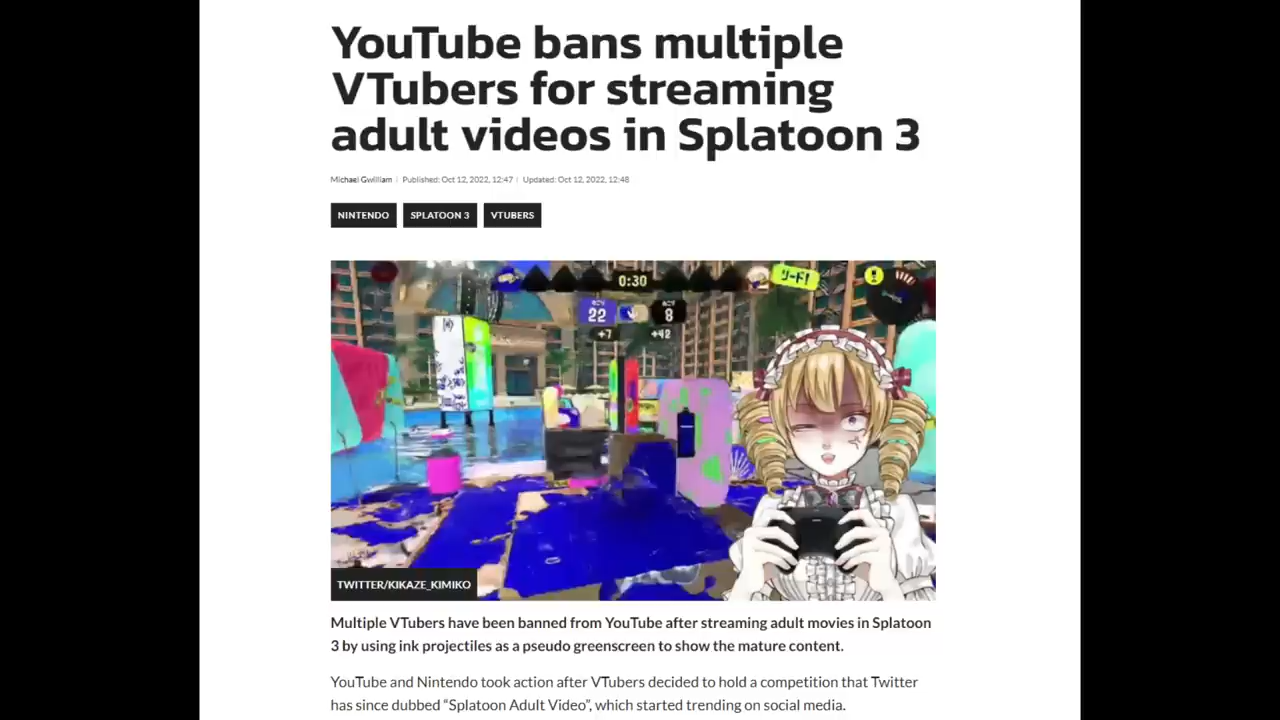 YouTube bans multiple
VTubers for streaming
adult videos in Splatoon 3
Michael Gwilliam | Published: Oct 12, 2022, 12:47 | Updated: Oct 12, 2022, 12:48
NINTENDO SPLATOON 3 VTUBERS
0:30
リード!
22 8
+7 +42
TWITTER/KIKAZE_KIMIKO
Multiple VTubers have been banned from YouTube after streaming adult movies in Splatoon
3 by using ink projectiles as a pseudo greenscreen to show the mature content.
YouTube and Nintendo took action after VTubers decided to hold a competition that Twitter
has since dubbed “Splatoon Adult Video”, which started trending on social media.